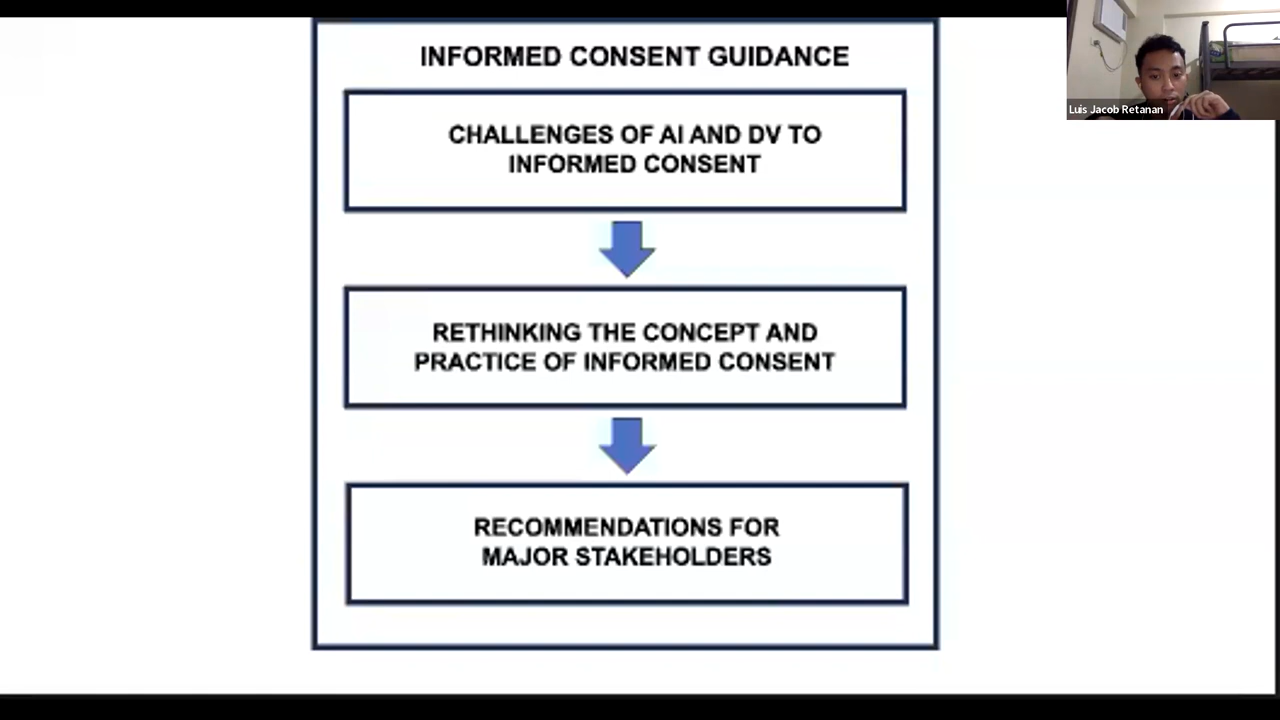 INFORMED CONSENT GUIDANCE
CHALLENGES OF AI AND DV TO
INFORMED CONSENT
RETHINKING THE CONCEPT AND
PRACTICE OF INFORMED CONSENT
RECOMMENDATIONS FOR
MAJOR STAKEHOLDERS
Luis Jacob Retanan